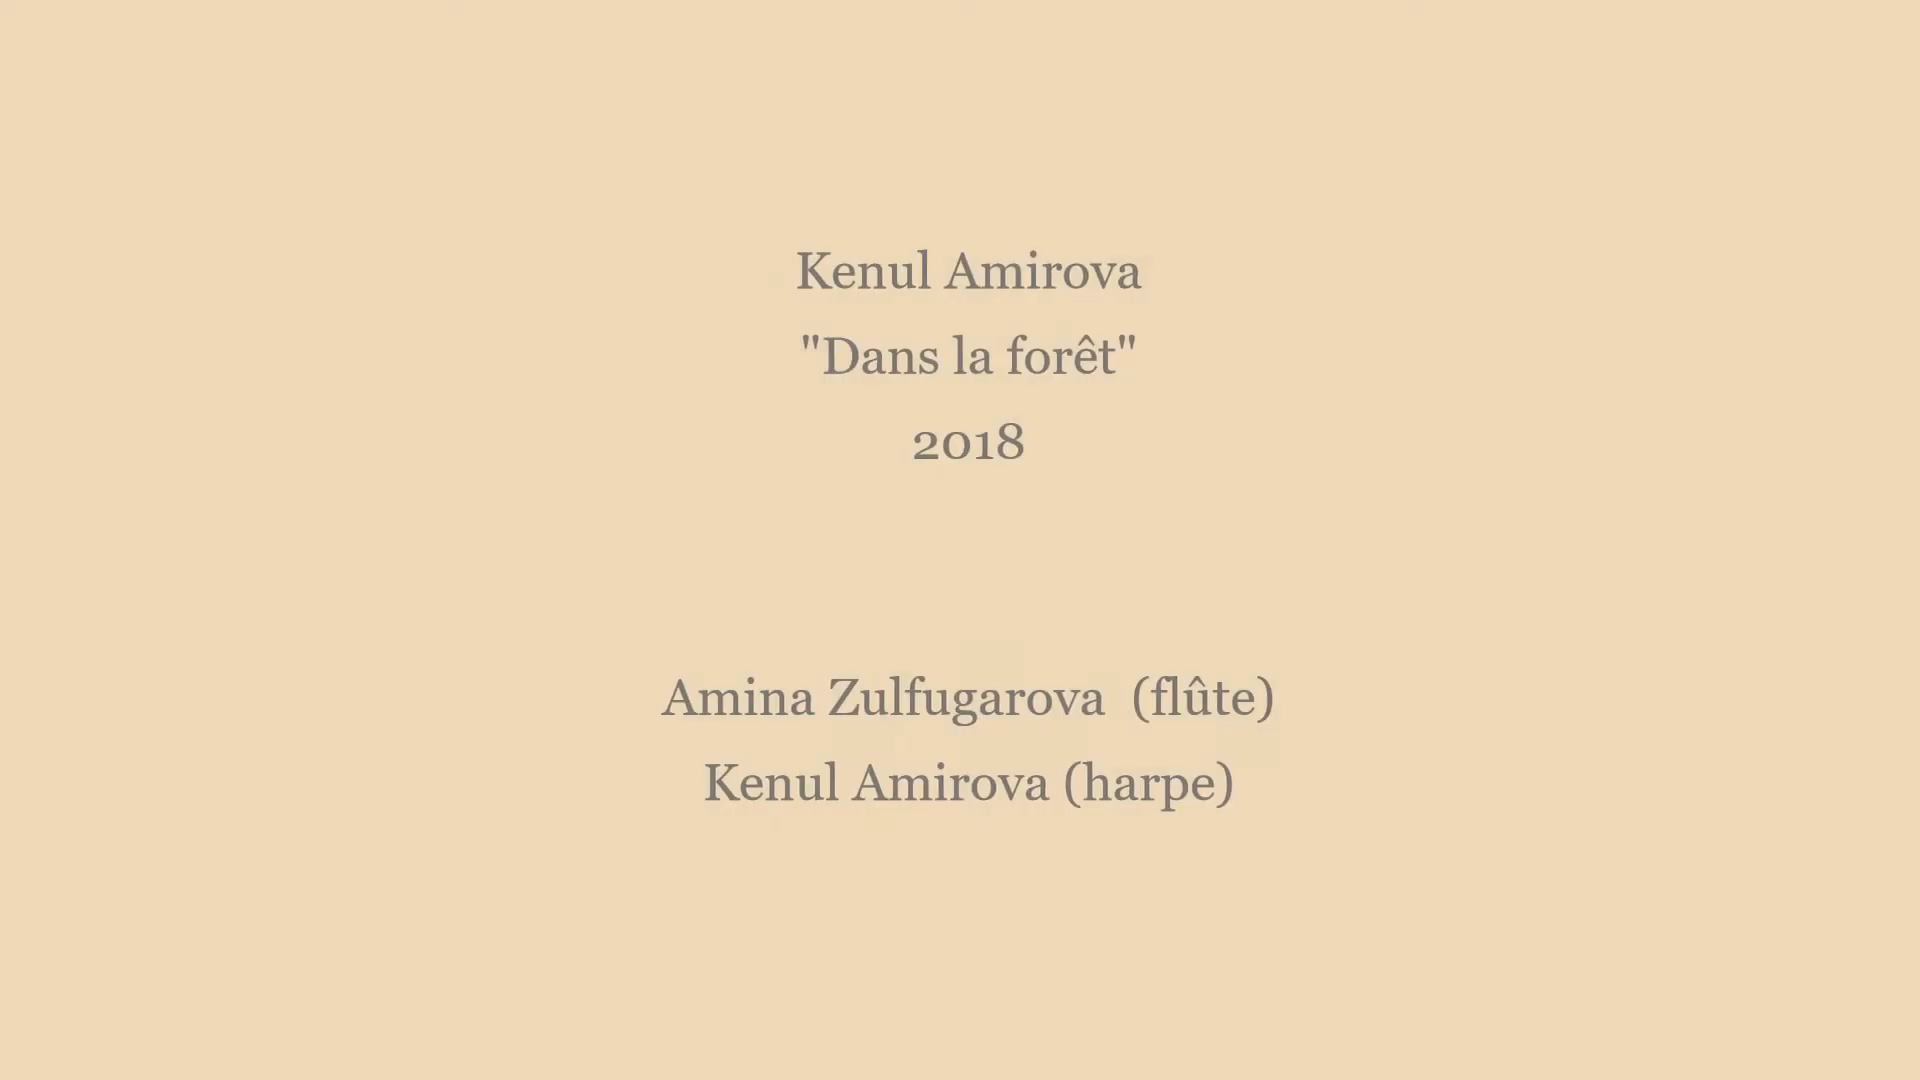 Kenul Amirova
"Dans la forêt"
2018
Amina Zulfugarova  (flûte)
Kenul Amirova (harpe)